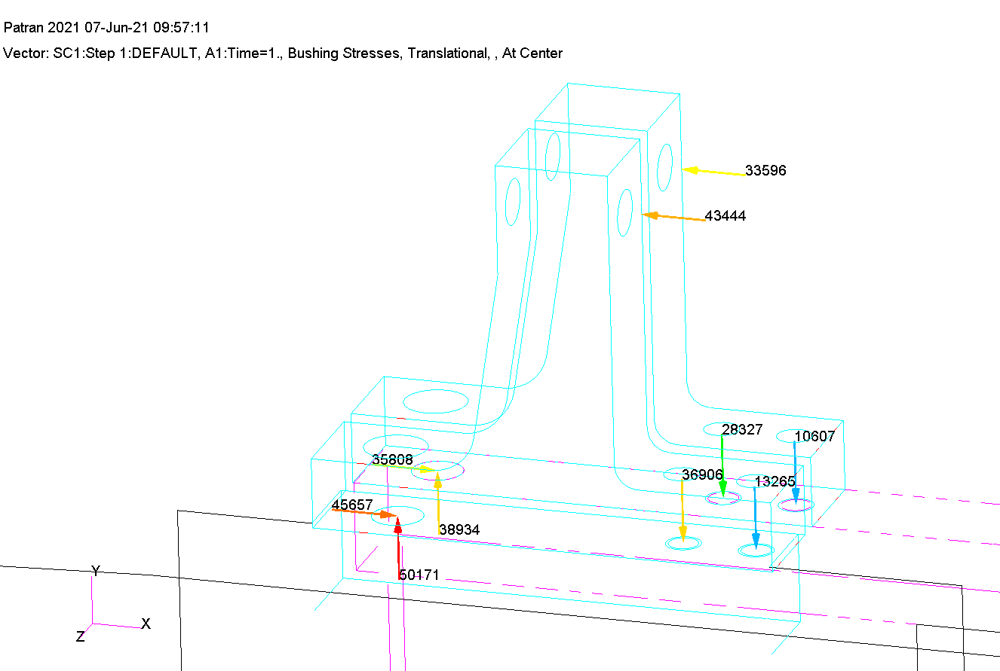 Patran 2021 07-Jun-21 09:57:11
Vector: SC1:Step 1:DEFAULT, A1:Time=1., Bushing Stresses, Translational, , At Center
33596
43444
28327
10607
35808
36906
13265
45657
38934
50171
Y
X
Z